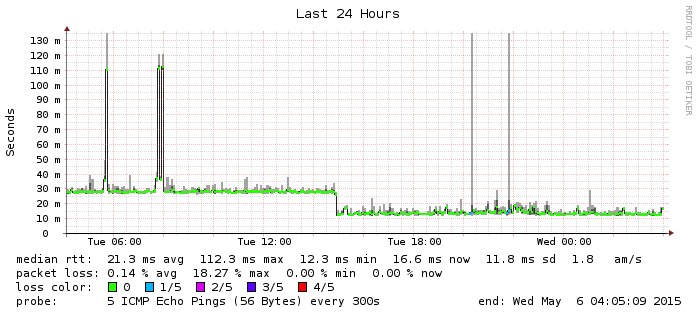 Last 24 Hours
RRDTOOL / TOBI OETIKER
Seconds
130 m
120 m
110 m
100 m
90 m
80 m
70 m
60 m
50 m
40 m
30 m
20 m
10 m
0
Tue 06:00 Tue 12:00 Tue 18:00 Wed 00:00
median rtt: 21.3 ms avg 112.3 ms max 12.3 ms min 16.6 ms now 11.8 ms sd 1.8 am/s
packet loss: 0.14 % avg 18.27 % max 0.00 % min 0.00 % now
loss color: 0 1/5 2/5 3/5 4/5
probe: 5 ICMP Echo Pings (56 Bytes) every 300s end: Wed May 6 04:05:09 2015